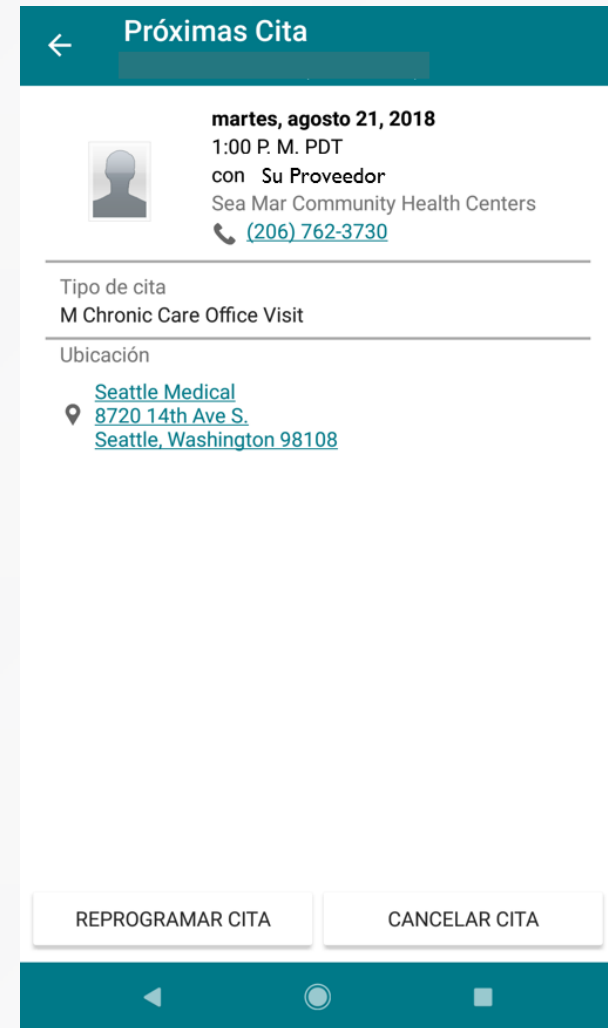 Próximas Cita
martes, agosto 21, 2018
1:00 P. M. PDT
con Su Proveedor
Sea Mar Community Health Centers
(206) 762-3730
Tipo de cita
M Chronic Care Office Visit
Ubicación
Seattle Medical
8720 14th Ave S.
Seattle, Washington 98108
REPROGRAMAR CITA
CANCELAR CITA